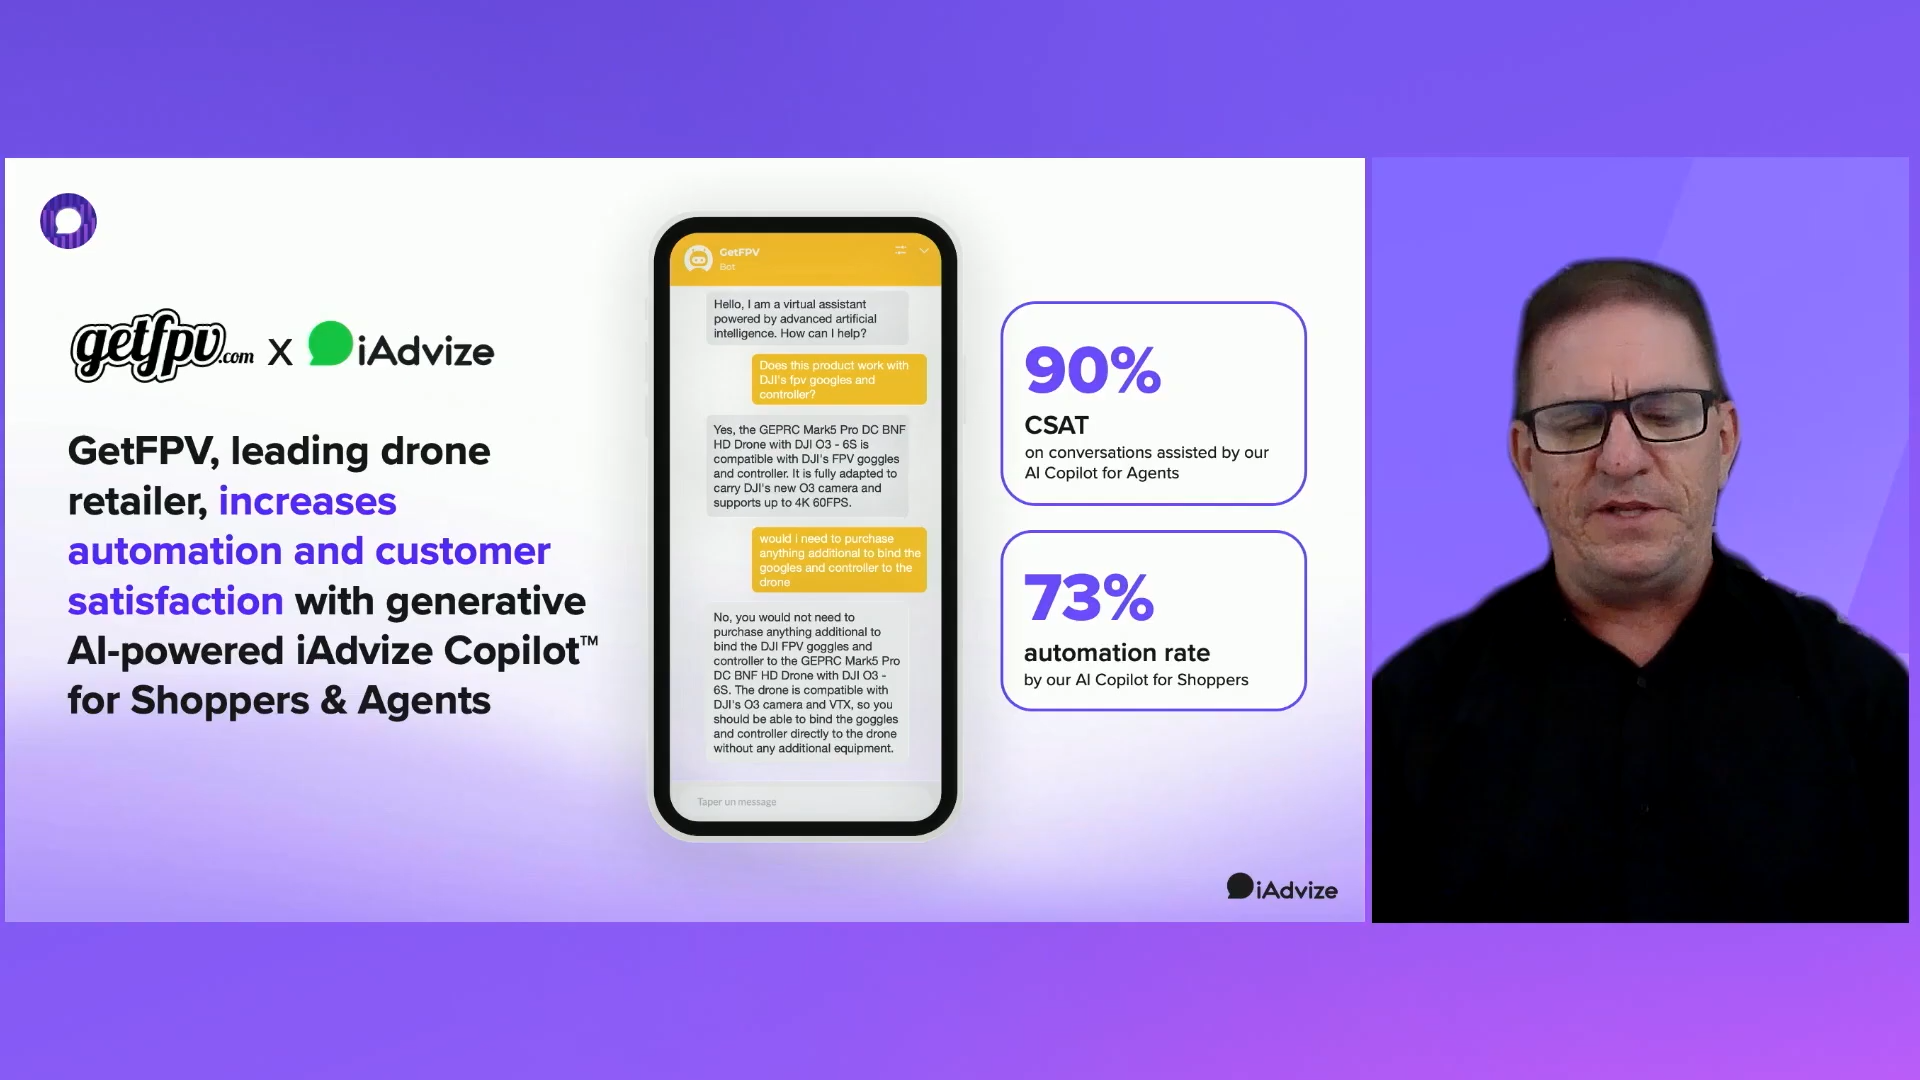 getfpv.com X iAdvize
GetFPV, leading drone
retailer, increases
automation and customer
satisfaction with generative
AI-powered iAdvize Copilot™
for Shoppers & Agents
GetFPV
Bot
Hello, I am a virtual assistant
powered by advanced artificial
intelligence. How can I help?
Does this product work with
DJI's fpv googles and
controller?
Yes, the GEPRC Mark5 Pro DC BNF
HD Drone with DJI O3 - 6S is
compatible with DJI's FPV goggles
and controller. It is fully adapted to
carry DJI's new O3 camera and
supports up to 4K 60FPS.
would i need to purchase
anything additional to bind the
googles and controller to the
drone
No, you would not need to
purchase anything additional to
bind the DJI FPV goggles and
controller to the GEPRC Mark5 Pro
DC BNF HD Drone with DJI O3 -
6S. The drone is compatible with
DJI's O3 camera and VTX, so you
should be able to bind the goggles
and controller directly to the drone
without any additional equipment.
Taper un message
90%
CSAT
on conversations assisted by our
AI Copilot for Agents
73%
automation rate
by our AI Copilot for Shoppers
iAdvize